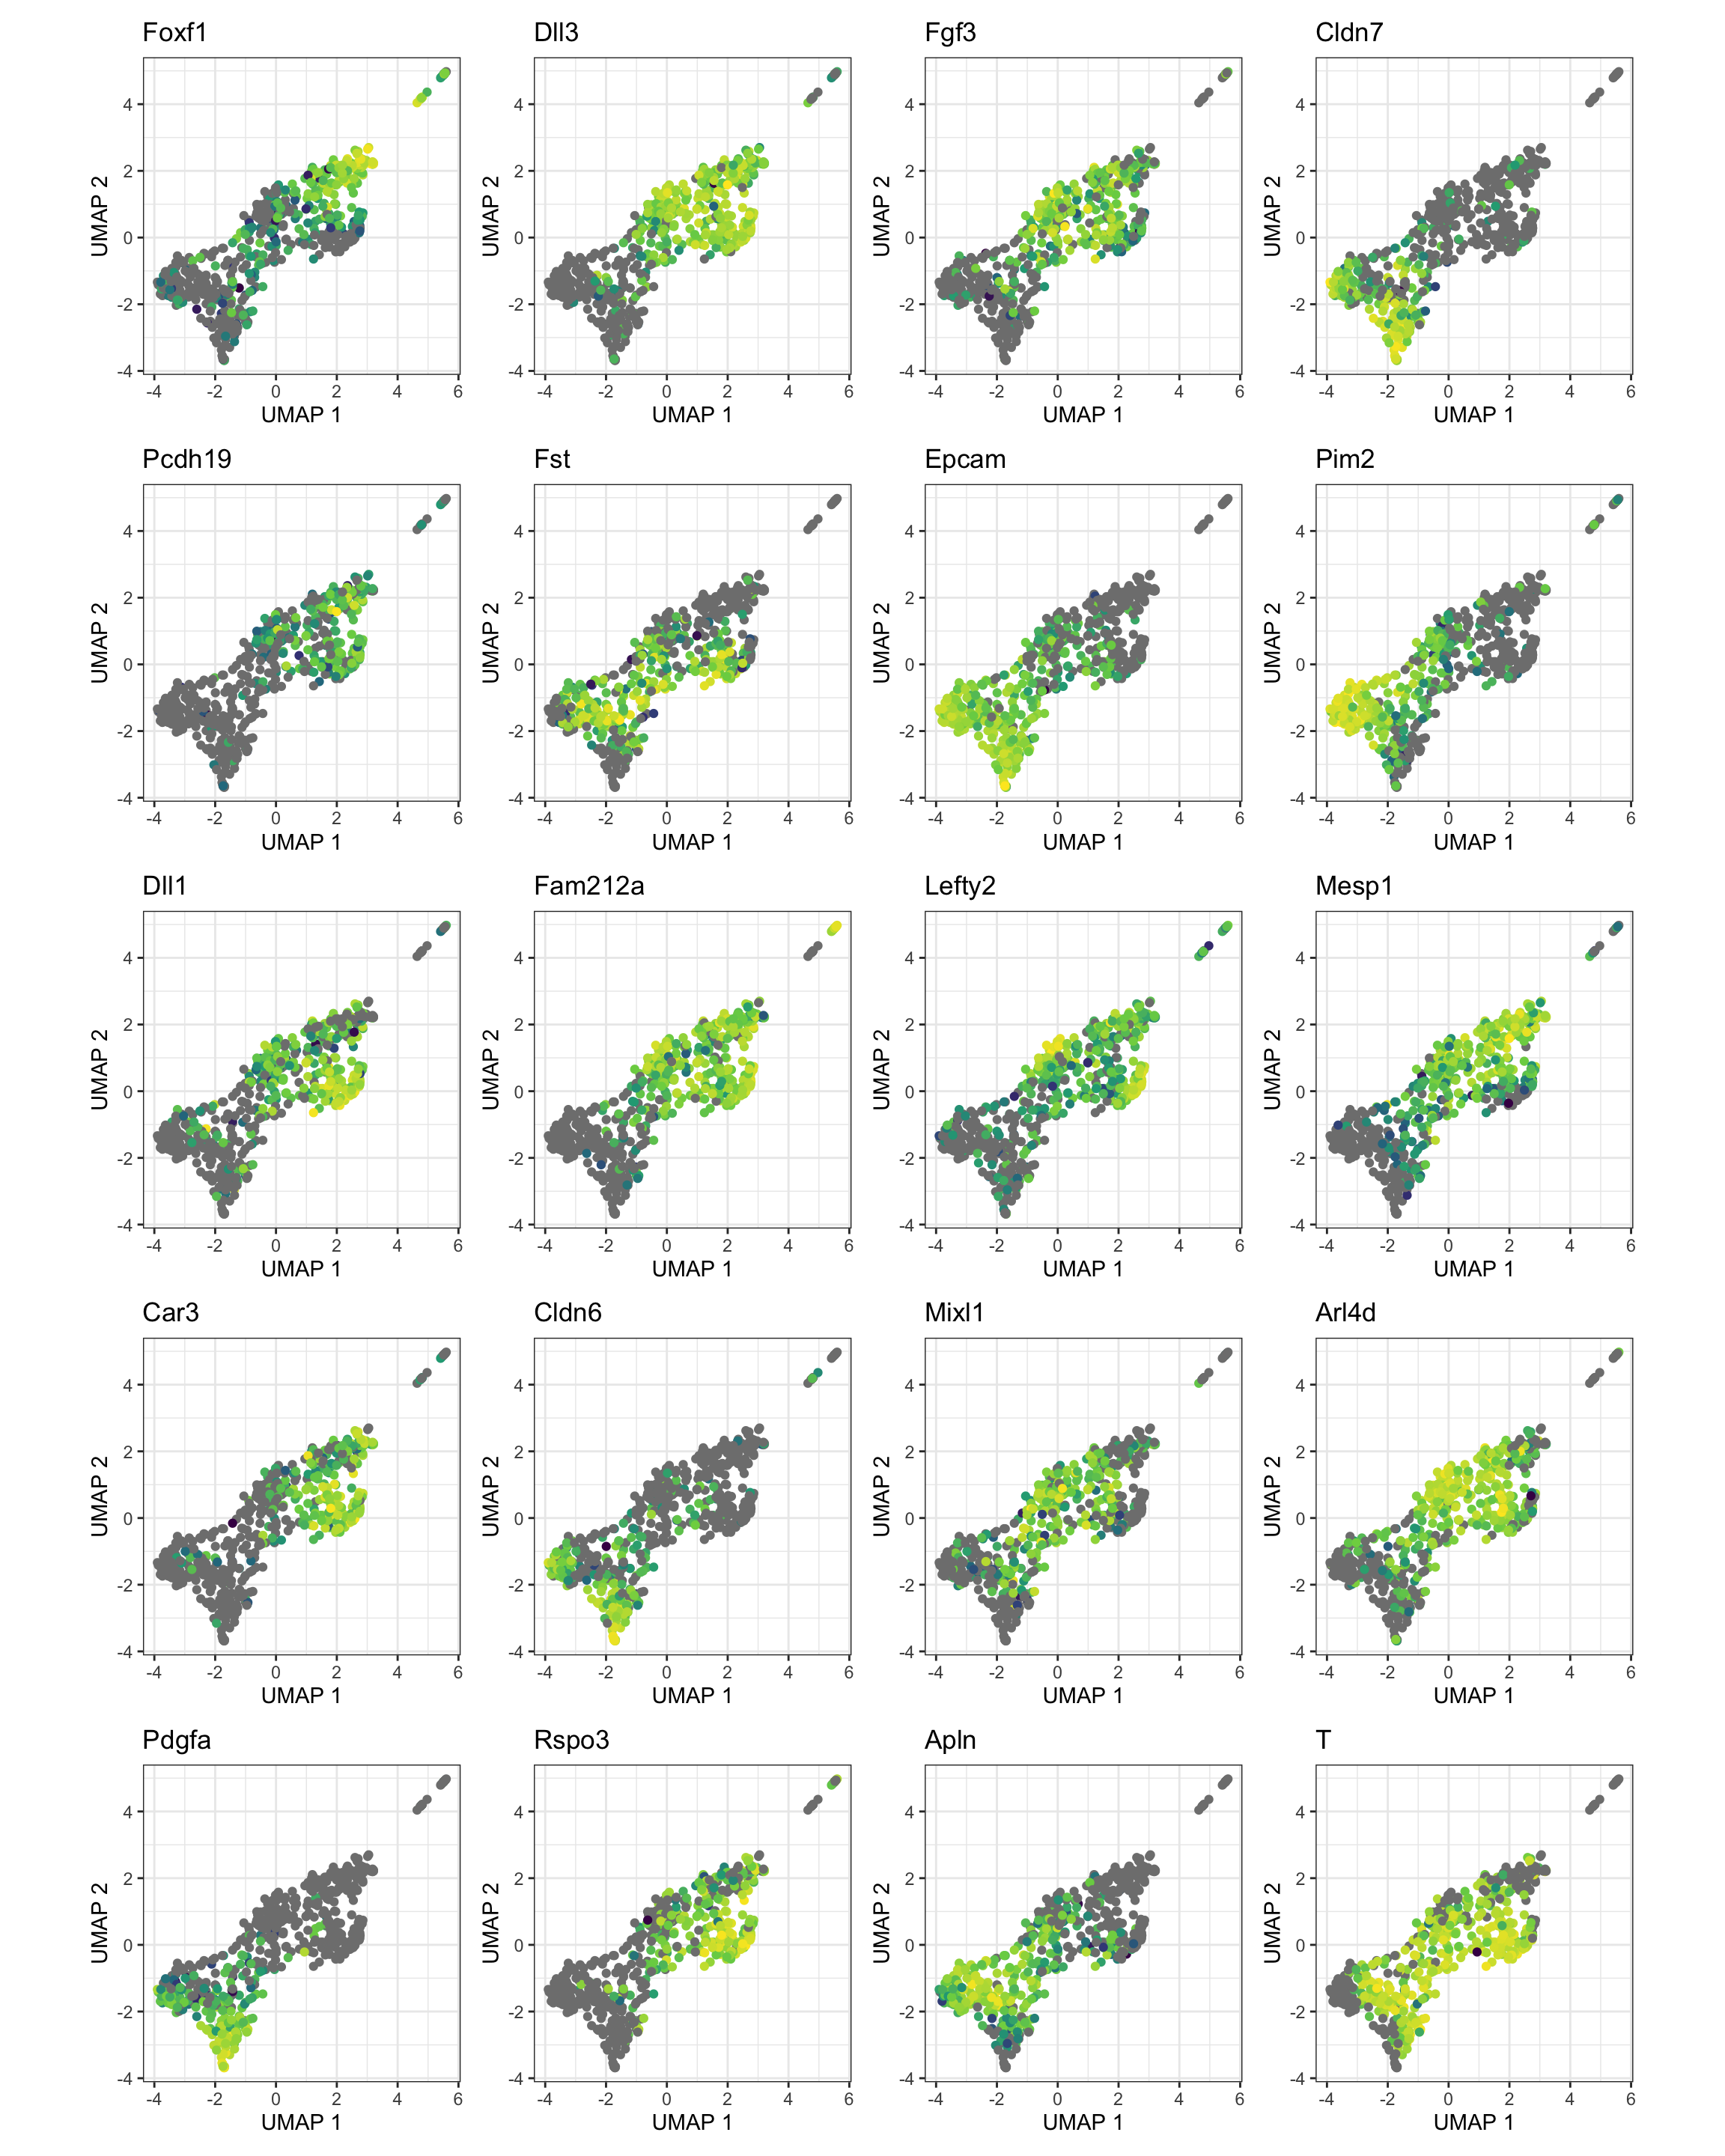 Foxf1 Dll3 Fgf3 Cldn7
UMAP 2 4 2 0 -2 -4 UMAP 2 4 2 0 -2 -4 UMAP 2 4 2 0 -2 -4 UMAP 2 4 2 0 -2 -4
-4 -2 0 2 4 6 -4 -2 0 2 4 6 -4 -2 0 2 4 6 -4 -2 0 2 4 6
UMAP 1 UMAP 1 UMAP 1 UMAP 1
Pcdh19 Fst Epcam Pim2
UMAP 2 4 2 0 -2 -4 UMAP 2 4 2 0 -2 -4 UMAP 2 4 2 0 -2 -4 UMAP 2 4 2 0 -2 -4
-4 -2 0 2 4 6 -4 -2 0 2 4 6 -4 -2 0 2 4 6 -4 -2 0 2 4 6
UMAP 1 UMAP 1 UMAP 1 UMAP 1
Dll1 Fam212a Lefty2 Mesp1
UMAP 2 4 2 0 -2 -4 UMAP 2 4 2 0 -2 -4 UMAP 2 4 2 0 -2 -4 UMAP 2 4 2 0 -2 -4
-4 -2 0 2 4 6 -4 -2 0 2 4 6 -4 -2 0 2 4 6 -4 -2 0 2 4 6
UMAP 1 UMAP 1 UMAP 1 UMAP 1
Car3 Cldn6 Mixl1 Arl4d
UMAP 2 4 2 0 -2 -4 UMAP 2 4 2 0 -2 -4 UMAP 2 4 2 0 -2 -4 UMAP 2 4 2 0 -2 -4
-4 -2 0 2 4 6 -4 -2 0 2 4 6 -4 -2 0 2 4 6 -4 -2 0 2 4 6
UMAP 1 UMAP 1 UMAP 1 UMAP 1
Pdgfa Rspo3 Apln T
UMAP 2 4 2 0 -2 -4 UMAP 2 4 2 0 -2 -4 UMAP 2 4 2 0 -2 -4 UMAP 2 4 2 0 -2 -4
-4 -2 0 2 4 6 -4 -2 0 2 4 6 -4 -2 0 2 4 6 -4 -2 0 2 4 6
UMAP 1 UMAP 1 UMAP 1 UMAP 1